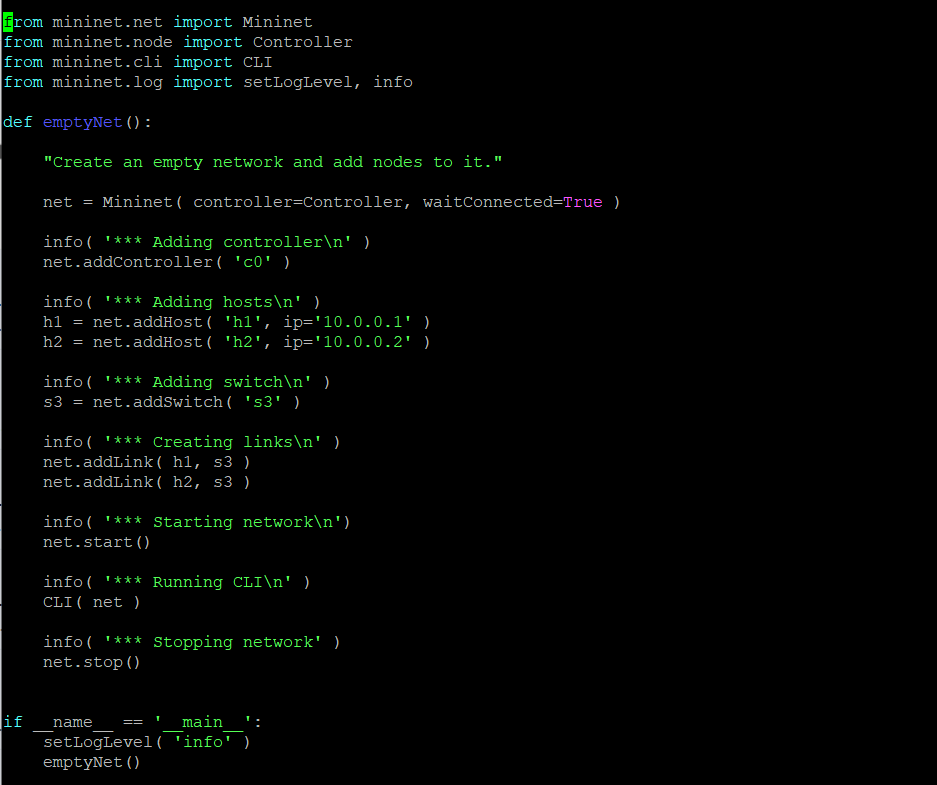 from mininet.net import Mininet
from mininet.node import Controller
from mininet.cli import CLI
from mininet.log import setLogLevel, info

def emptyNet():

    "Create an empty network and add nodes to it."

    net = Mininet( controller=Controller, waitConnected=True )

    info( '*** Adding controller\n' )
    net.addController( 'c0' )

    info( '*** Adding hosts\n' )
    h1 = net.addHost( 'h1', ip='10.0.0.1' )
    h2 = net.addHost( 'h2', ip='10.0.0.2' )

    info( '*** Adding switch\n' )
    s3 = net.addSwitch( 's3' )

    info( '*** Creating links\n' )
    net.addLink( h1, s3 )
    net.addLink( h2, s3 )

    info( '*** Starting network\n')
    net.start()

    info( '*** Running CLI\n' )
    CLI( net )

    info( '*** Stopping network' )
    net.stop()


if __name__ == '__main__':
    setLogLevel( 'info' )
    emptyNet()